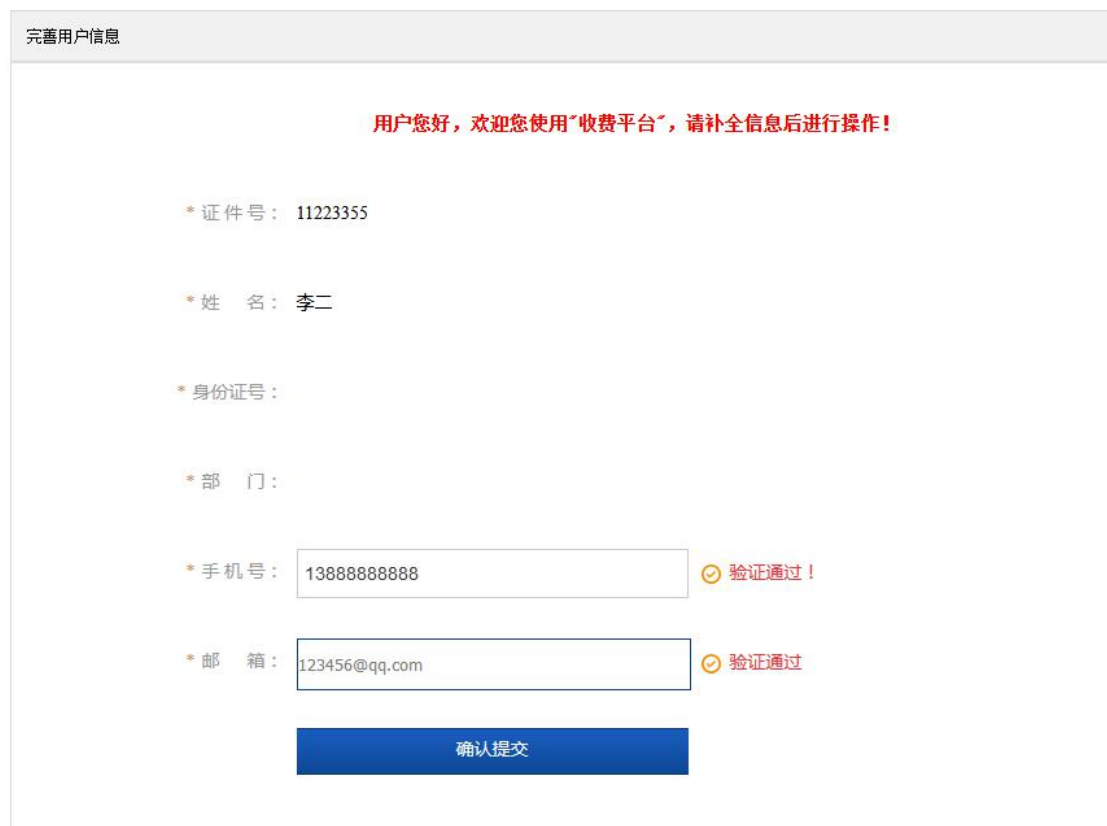 完善用户信息
用户您好，欢迎您使用"收费平台"，请补全信息后进行操作！
* 证件号： 11223355
* 姓 名： 李二
* 身份证号：
* 部 门：
* 手机号： 13888888888 验证通过！
* 邮 箱： 123456@qq.com 验证通过
确认提交